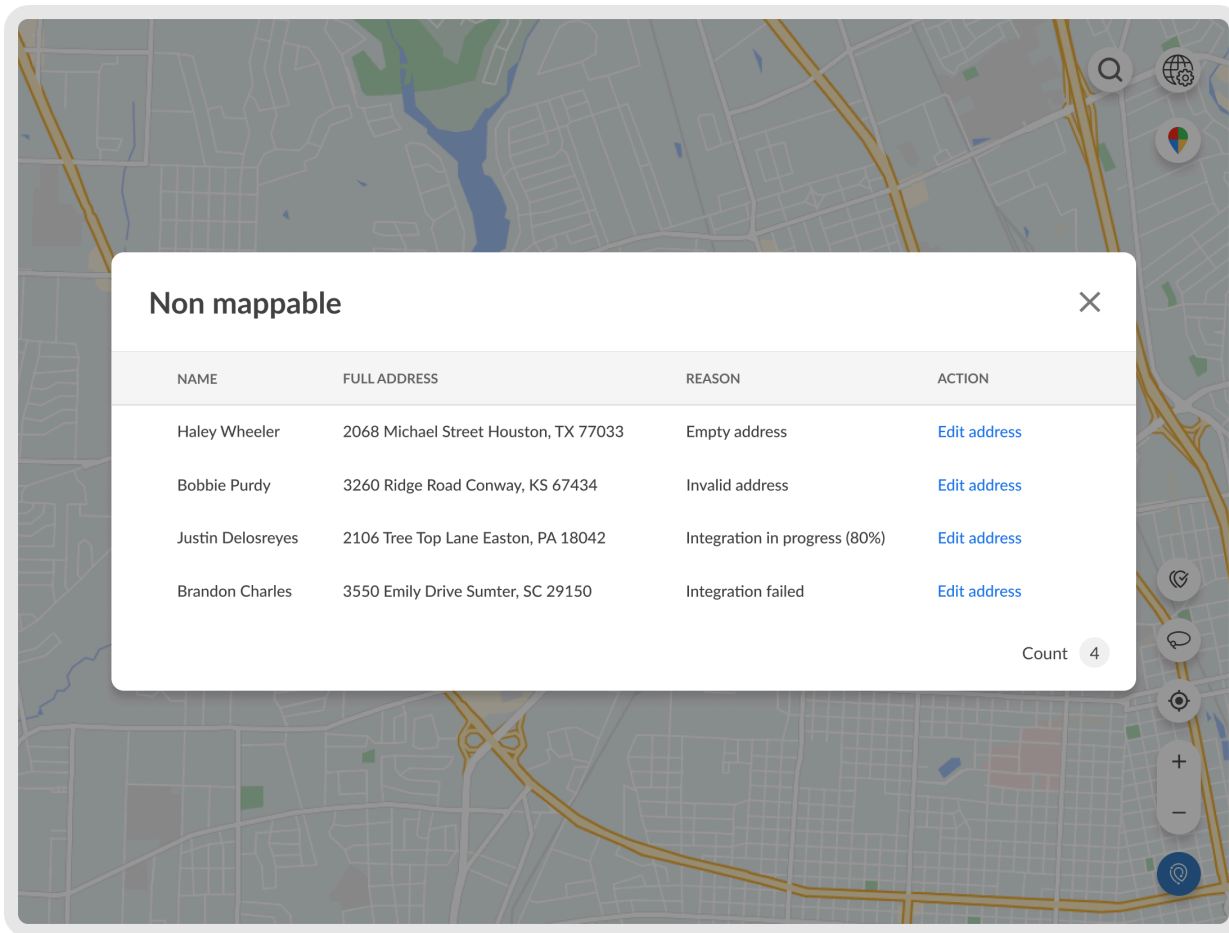 Non mappable
NAME FULL ADDRESS REASON ACTION
Haley Wheeler 2068 Michael Street Houston, TX 77033 Empty address Edit address
Bobbie Purdy 3260 Ridge Road Conway, KS 67434 Invalid address Edit address
Justin Delosreyes 2106 Tree Top Lane Easton, PA 18042 Integration in progress (80%) Edit address
Brandon Charles 3550 Emily Drive Sumter, SC 29150 Integration failed Edit address
Count 4